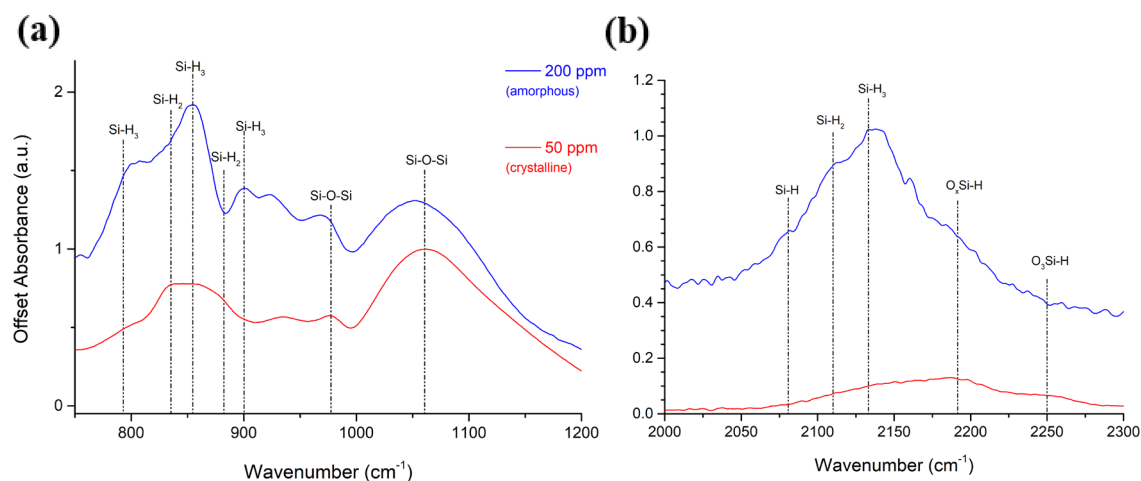 (a)
Offset Absorbance (a.u.)
2
1
0
Si-H₃
Si-H₂
Si-H₃
Si-H₂
Si-H₃
Si-O-Si
Si-O-Si
200 ppm
(amorphous)
50 ppm
(crystalline)
800
900
1000
1100
1200
Wavenumber (cm⁻¹)
(b)
1.2
1.0
0.8
0.6
0.4
0.2
0.0
Si-H
Si-H₂
Si-H₃
OₓSi-H
O₃Si-H
2000
2050
2100
2150
2200
2250
2300
Wavenumber (cm⁻¹)